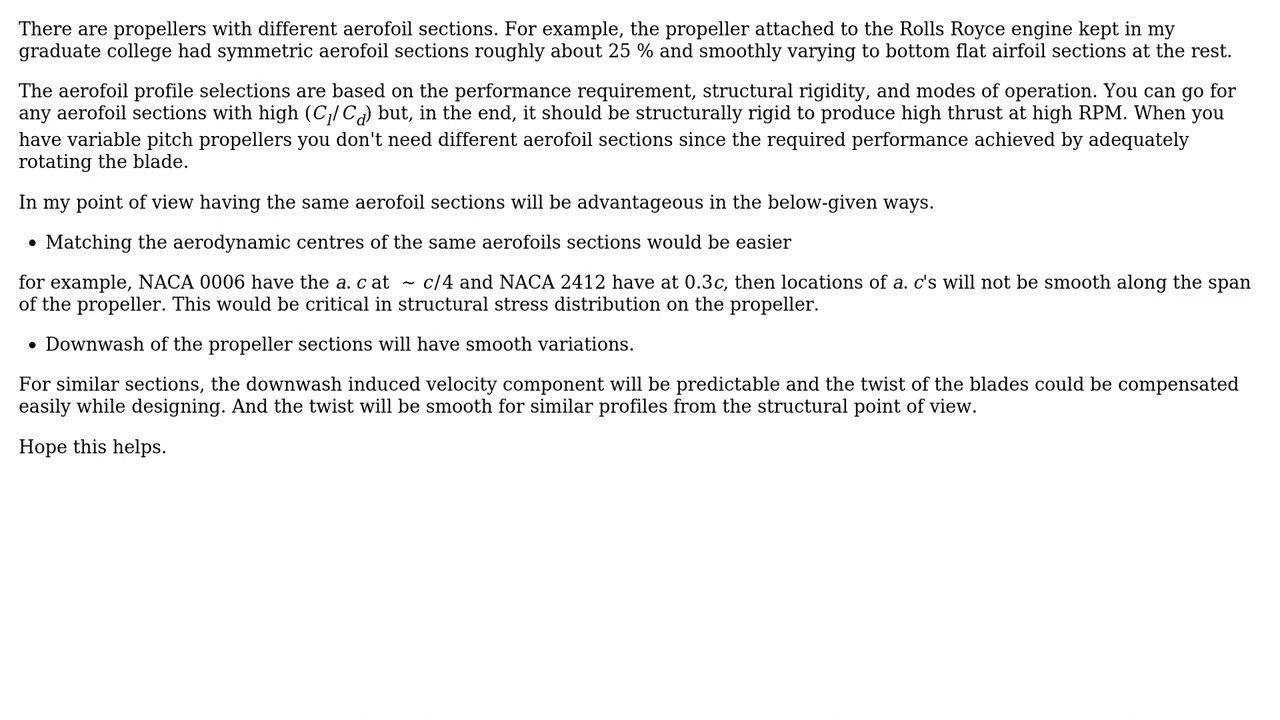 There are propellers with different aerofoil sections. For example, the propeller attached to the Rolls Royce engine kept in my
graduate college had symmetric aerofoil sections roughly about 25 % and smoothly varying to bottom flat airfoil sections at the rest.
The aerofoil profile selections are based on the performance requirement, structural rigidity, and modes of operation. You can go for
any aerofoil sections with high (C_l/C_d) but, in the end, it should be structurally rigid to produce high thrust at high RPM. When you
have variable pitch propellers you don't need different aerofoil sections since the required performance achieved by adequately
rotating the blade.
In my point of view having the same aerofoil sections will be advantageous in the below-given ways.
• Matching the aerodynamic centres of the same aerofoils sections would be easier
for example, NACA 0006 have the a. c at ~ c/4 and NACA 2412 have at 0.3c, then locations of a. c's will not be smooth along the span
of the propeller. This would be critical in structural stress distribution on the propeller.
• Downwash of the propeller sections will have smooth variations.
For similar sections, the downwash induced velocity component will be predictable and the twist of the blades could be compensated
easily while designing. And the twist will be smooth for similar profiles from the structural point of view.
Hope this helps.